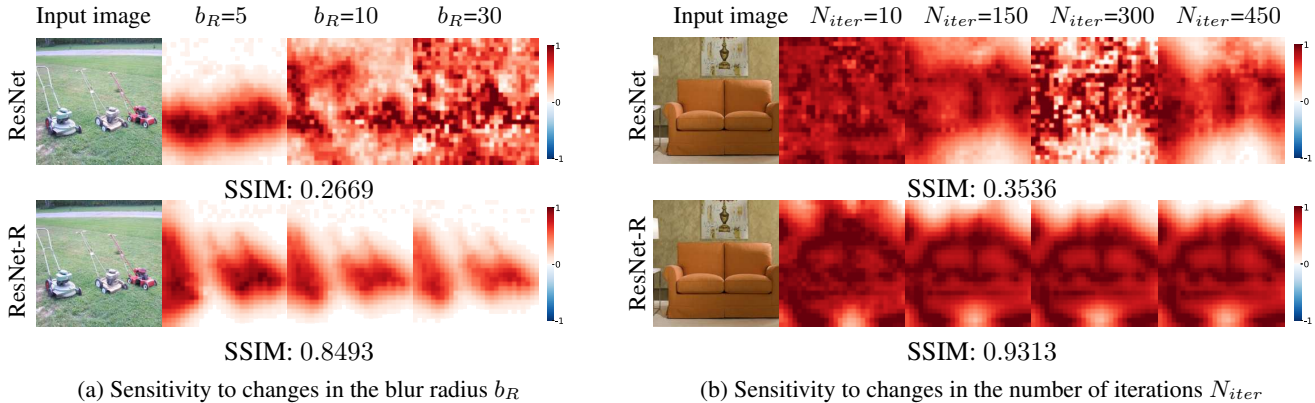 Input image b_R=5 b_R=10 b_R=30
ResNet
1
0
-1
SSIM: 0.2669
ResNet-R
1
0
-1
SSIM: 0.8493
(a) Sensitivity to changes in the blur radius b_R
Input image N_iter=10 N_iter=150 N_iter=300 N_iter=450
ResNet
1
0
-1
SSIM: 0.3536
ResNet-R
1
0
-1
SSIM: 0.9313
(b) Sensitivity to changes in the number of iterations N_iter